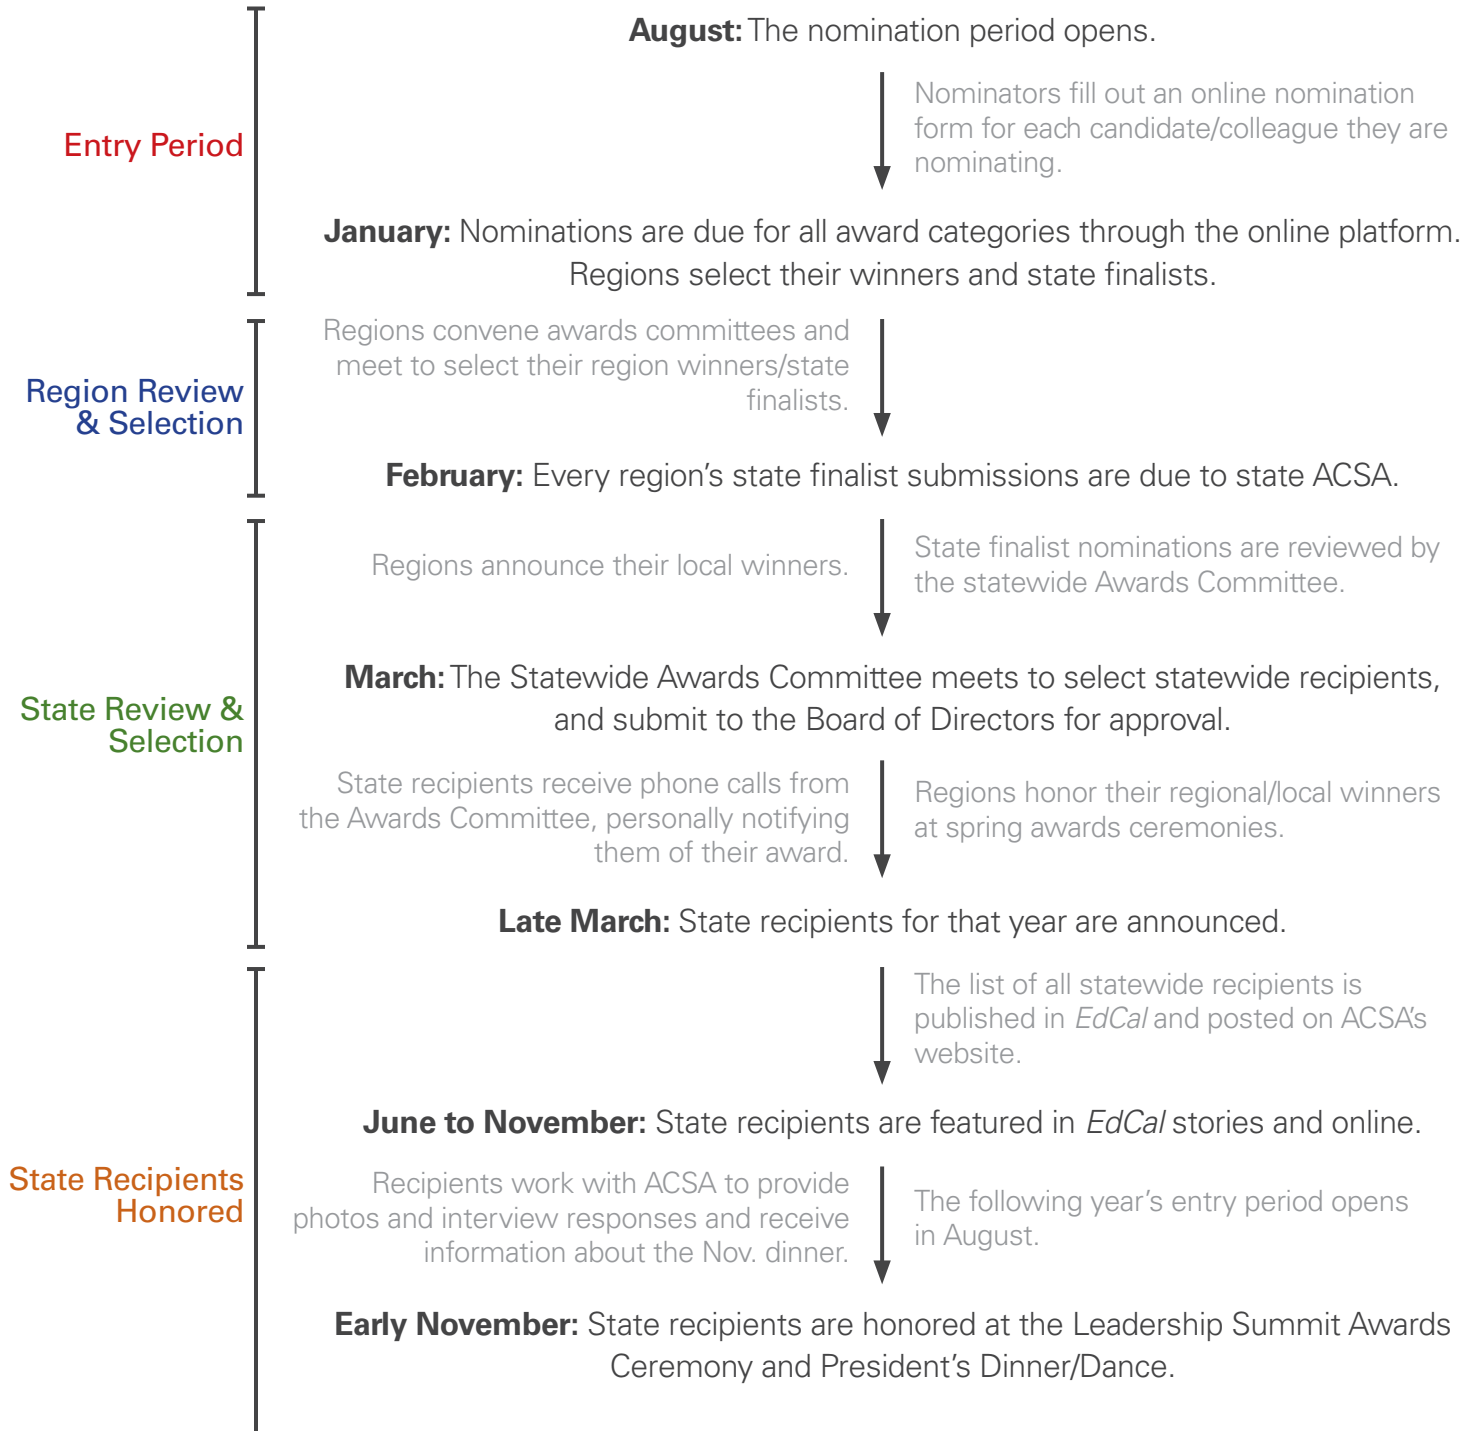 August: The nomination period opens.
Nominators fill out an online nomination
form for each candidate/colleague they are
nominating.
Entry Period
January: Nominations are due for all award categories through the online platform.
Regions select their winners and state finalists.
Regions convene awards committees and
meet to select their region winners/state
finalists.
Region Review
& Selection
February: Every region’s state finalist submissions are due to state ACSA.
Regions announce their local winners.
State finalist nominations are reviewed by
the statewide Awards Committee.
March: The Statewide Awards Committee meets to select statewide recipients,
and submit to the Board of Directors for approval.
State Review &
Selection
State recipients receive phone calls from
the Awards Committee, personally notifying
them of their award.
Regions honor their regional/local winners
at spring awards ceremonies.
Late March: State recipients for that year are announced.
The list of all statewide recipients is
published in EdCal and posted on ACSA’s
website.
June to November: State recipients are featured in EdCal stories and online.
State Recipients
Honored
Recipients work with ACSA to provide
photos and interview responses and receive
information about the Nov. dinner.
The following year’s entry period opens
in August.
Early November: State recipients are honored at the Leadership Summit Awards
Ceremony and President’s Dinner/Dance.